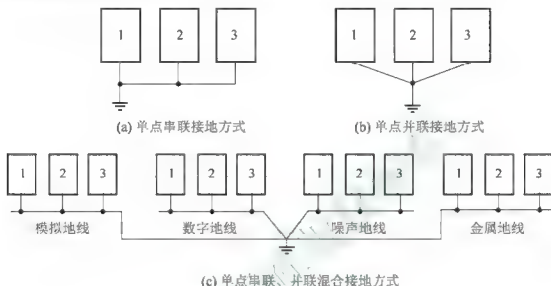 1 2 3 1 2 3
(a) 单点串联接地方式 (b) 单点并联接地方式
1 2 3 1 2 3 1 2 3 1 2 3
模拟地线 数字地线 噪声地线 金属地线
(c) 单点串联、并联混合接地方式